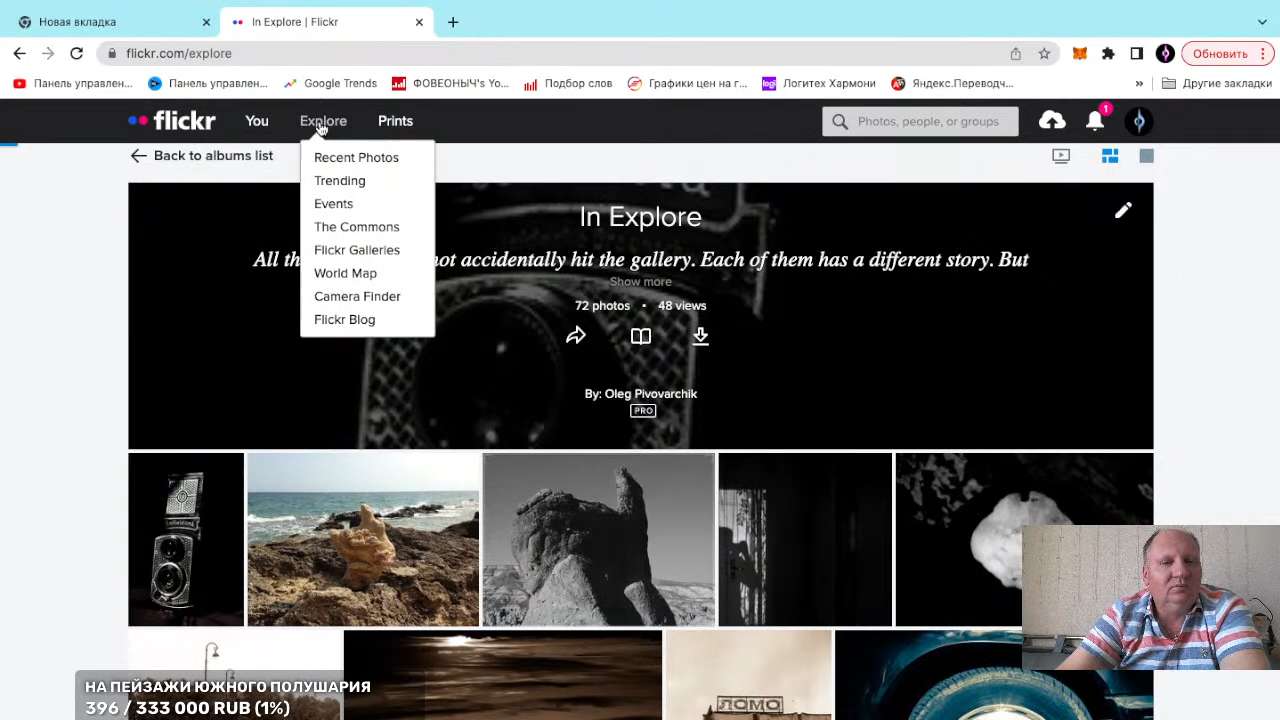 Новая вкладка
In Explore | Flickr
flickr.com/explore
Обновить
Панель управлен...
Панель управлен...
Google Trends
ФОВЕОНЫЧ's Yo...
Подбор слов
Графики цен на г...
Логитех Хармони
Яндекс.Переводч...
»
Другие закладки
flickr
You
Explore
Prints
Photos, people, or groups
1
Back to albums list
Recent Photos
Trending
Events
The Commons
Flickr Galleries
World Map
Camera Finder
Flickr Blog
In Explore
All th
not accidentally hit the gallery. Each of them has a different story. But
Show more
72 photos • 48 views
By: Oleg Pivovarchik
PRO
ЛОМО
НА ПЕЙЗАЖИ ЮЖНОГО ПОЛУШАРИЯ
396 / 333 000 RUB (1%)